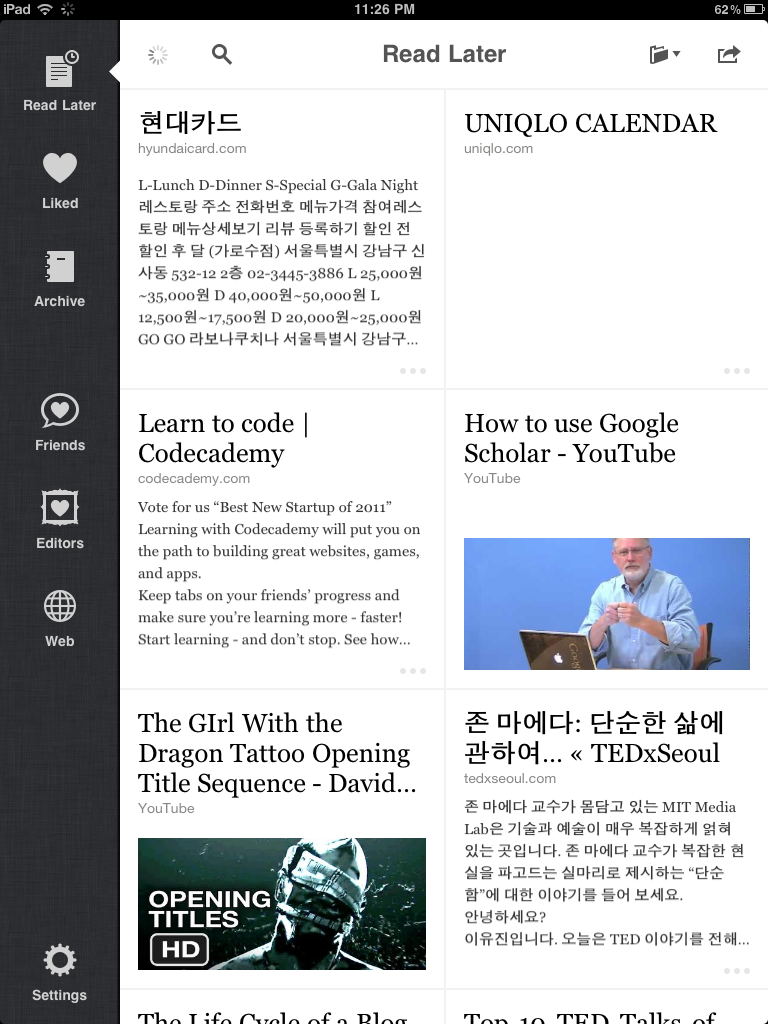 iPad 11:26 PM 62%
Read Later
Liked
Archive
Friends
Editors
Web
Settings
Read Later
현대카드
hyundaicard.com
L-Lunch D-Dinner S-Special G-Gala Night
레스토랑 주소 전화번호 메뉴가격 참여레스
토랑 메뉴상세보기 리뷰 등록하기 할인 전
할인 후 달 (가로수점) 서울특별시 강남구 신
사동 532-12 2층 02-3445-3886 L 25,000원
~35,000원 D 40,000원~50,000원 L
12,500원~17,500원 D 20,000원~25,000원
GO GO 라보나쿠치나 서울특별시 강남구...
UNIQLO CALENDAR
uniqlo.com
Learn to code |
Codecademy
codecademy.com
Vote for us “Best New Startup of 2011”
Learning with Codecademy will put you on
the path to building great websites, games,
and apps.
Keep tabs on your friends’ progress and
make sure you’re learning more - faster!
Start learning - and don’t stop. See how...
How to use Google
Scholar - YouTube
YouTube
Google
The GIrl With the
Dragon Tattoo Opening
Title Sequence - David...
YouTube
OPENING
TITLES
HD
존 마에다: 단순한 삶에
관하여... « TEDxSeoul
tedxseoul.com
존 마에다 교수가 몸담고 있는 MIT Media
Lab은 기술과 예술이 매우 복잡하게 얽혀
있는 곳입니다. 존 마에다 교수가 복잡한 현
실을 파고드는 실마리로 제시하는 “단순
함”에 대한 이야기를 들어 보세요.
안녕하세요?
이유진입니다. 오늘은 TED 이야기를 전해...
The Life Cycle of a Blog
Top 10 TED Talks of